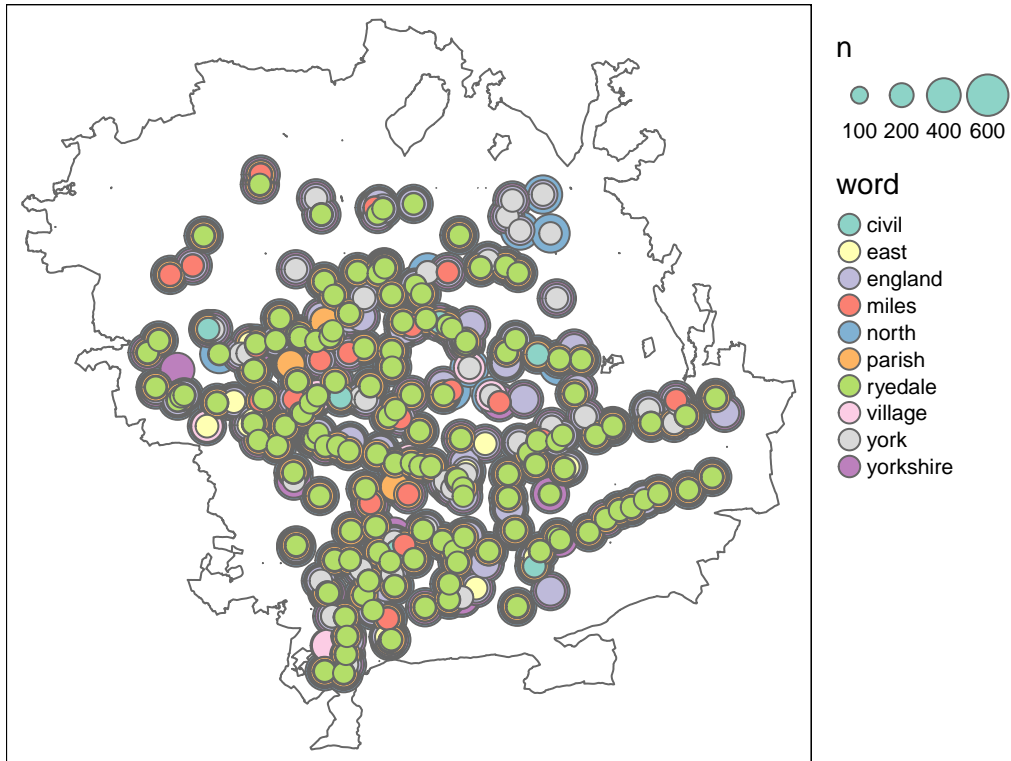 n
100 200 400 600
word
civil
east
england
miles
north
parish
ryedale
village
york
yorkshire